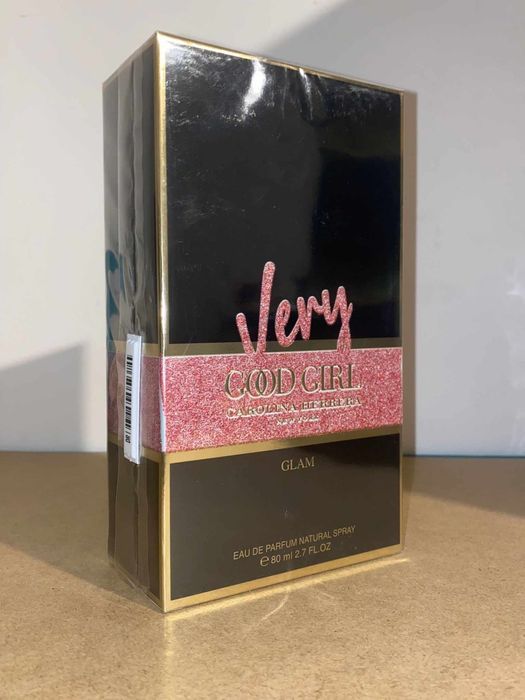 Very
GOOD GIRL
CAROLINA HERRERA
NEW YORK
GLAM
EAU DE PARFUM NATURAL SPRAY
℮ 80 ml 2.7 FL.OZ